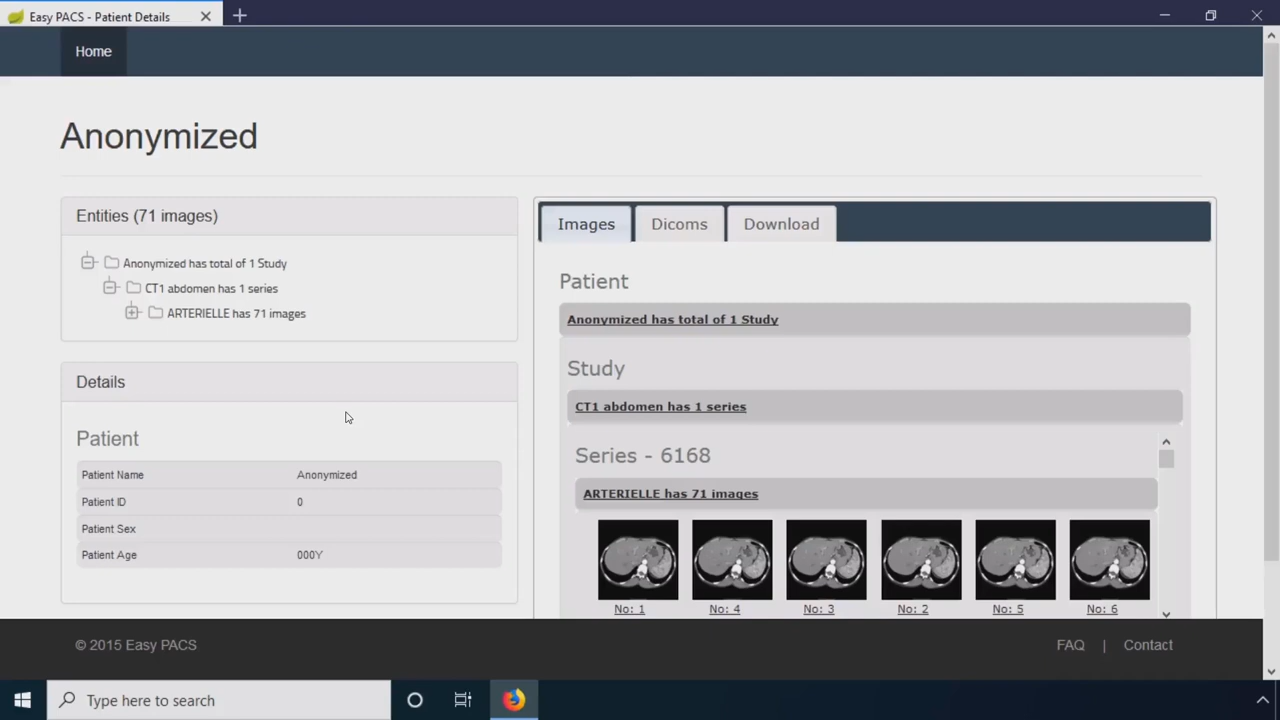 Easy PACS - Patient Details
Home
Anonymized
Entities (71 images)
Anonymized has total of 1 Study
CT1 abdomen has 1 series
ARTERIELLE has 71 images
Details
Patient
Patient Name Anonymized
Patient ID 0
Patient Sex
Patient Age 000Y
Images Dicoms Download
Patient
Anonymized has total of 1 Study
Study
CT1 abdomen has 1 series
Series - 6168
ARTERIELLE has 71 images
No: 1 No: 4 No: 3 No: 2 No: 5 No: 6
© 2015 Easy PACS
FAQ | Contact
Type here to search